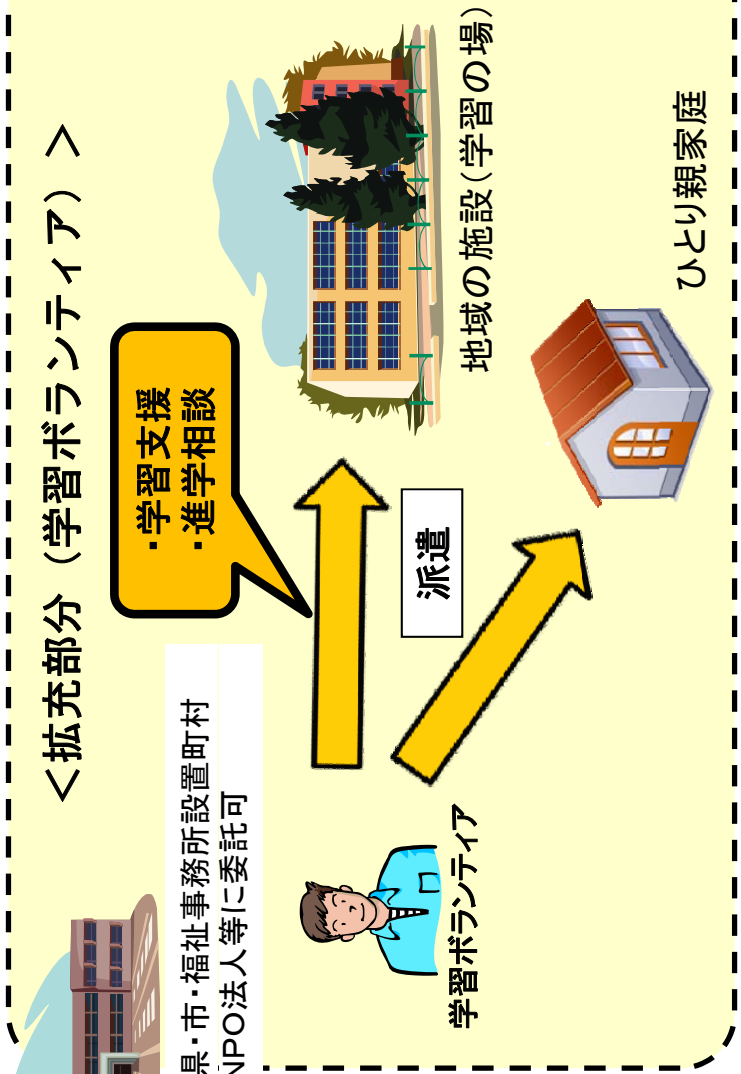 ＜拡充部分（学習ボランティア）＞
・学習支援
・進学相談
県・市・福祉事務所設置町村
NPO法人等に委託可
地域の施設(学習の場)
派遣
学習ボランティア
ひとり親家庭